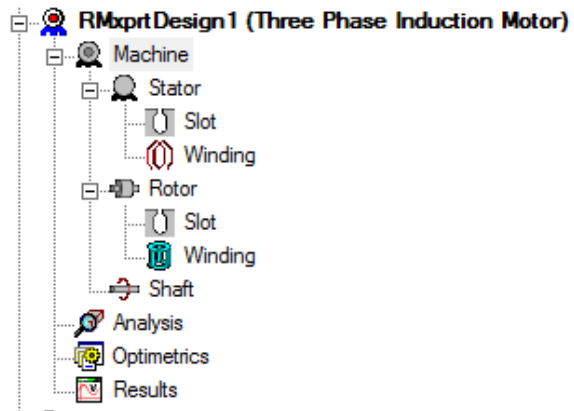 RMxprtDesign1 (Three Phase Induction Motor)
Machine
Stator
Slot
Winding
Rotor
Slot
Winding
Shaft
Analysis
Optimetrics
Results